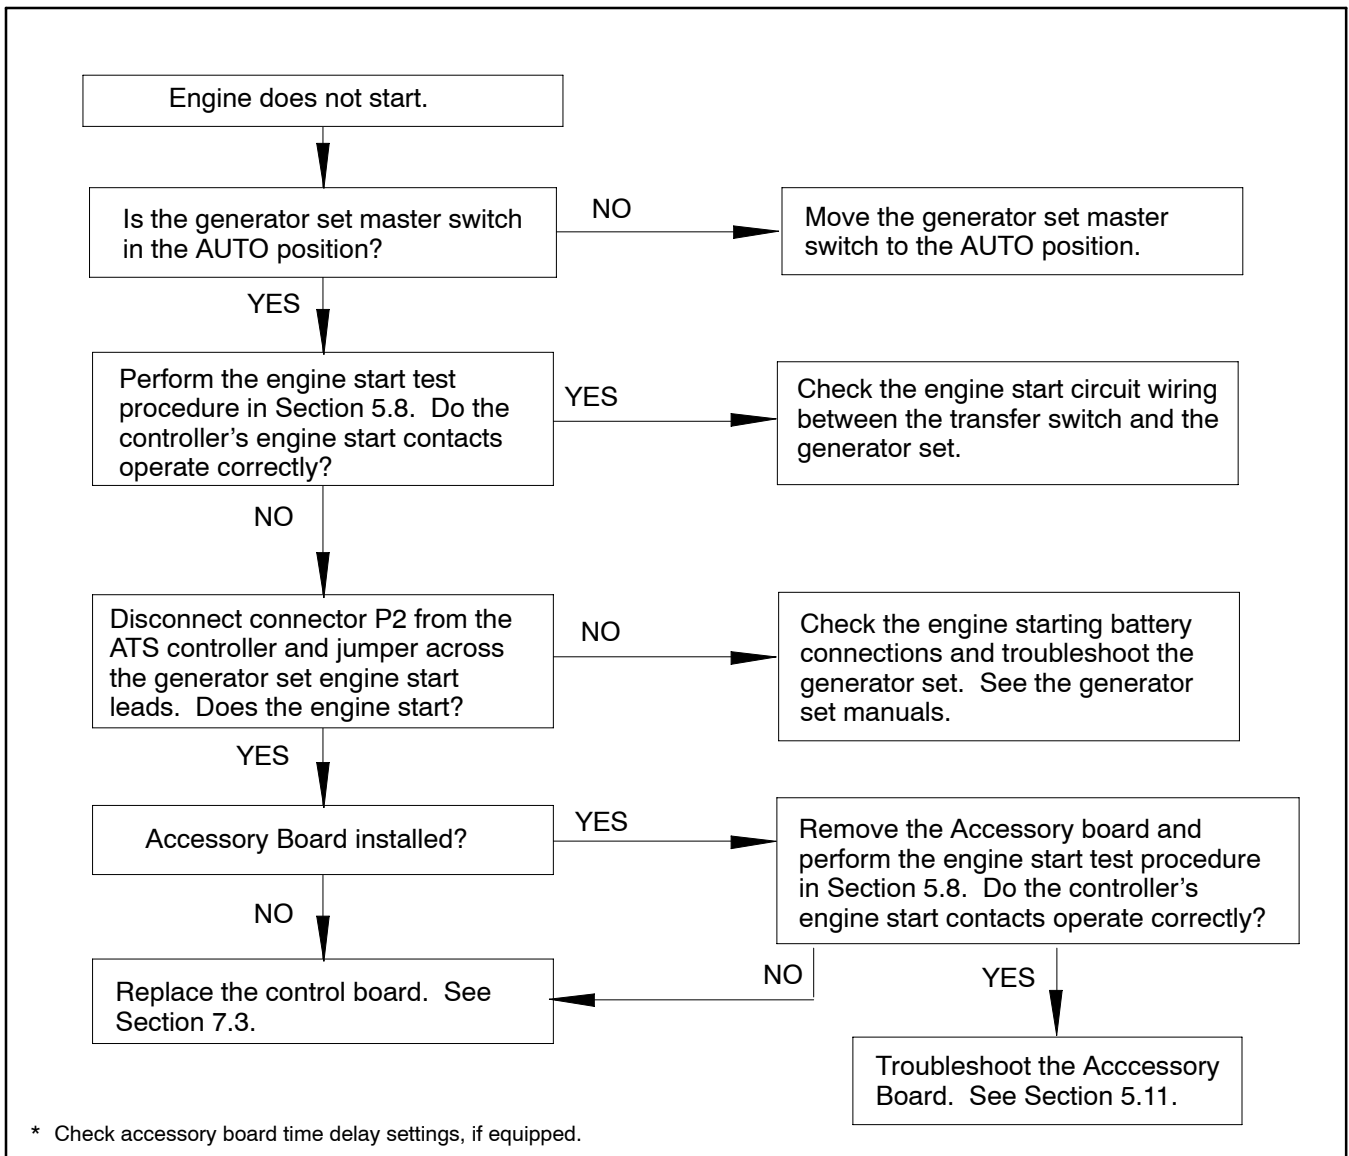 Engine does not start.
Is the generator set master switch
in the AUTO position?
NO
Move the generator set master
switch to the AUTO position.
YES
Perform the engine start test
procedure in Section 5.8. Do the
controller's engine start contacts
operate correctly?
YES
Check the engine start circuit wiring
between the transfer switch and the
generator set.
NO
Disconnect connector P2 from the
ATS controller and jumper across
the generator set engine start
leads. Does the engine start?
NO
Check the engine starting battery
connections and troubleshoot the
generator set. See the generator
set manuals.
YES
Accessory Board installed?
YES
Remove the Accessory board and
perform the engine start test procedure
in Section 5.8. Do the controller's
engine start contacts operate correctly?
NO
Replace the control board. See
Section 7.3.
NO
YES
Troubleshoot the Acccessory
Board. See Section 5.11.
* Check accessory board time delay settings, if equipped.